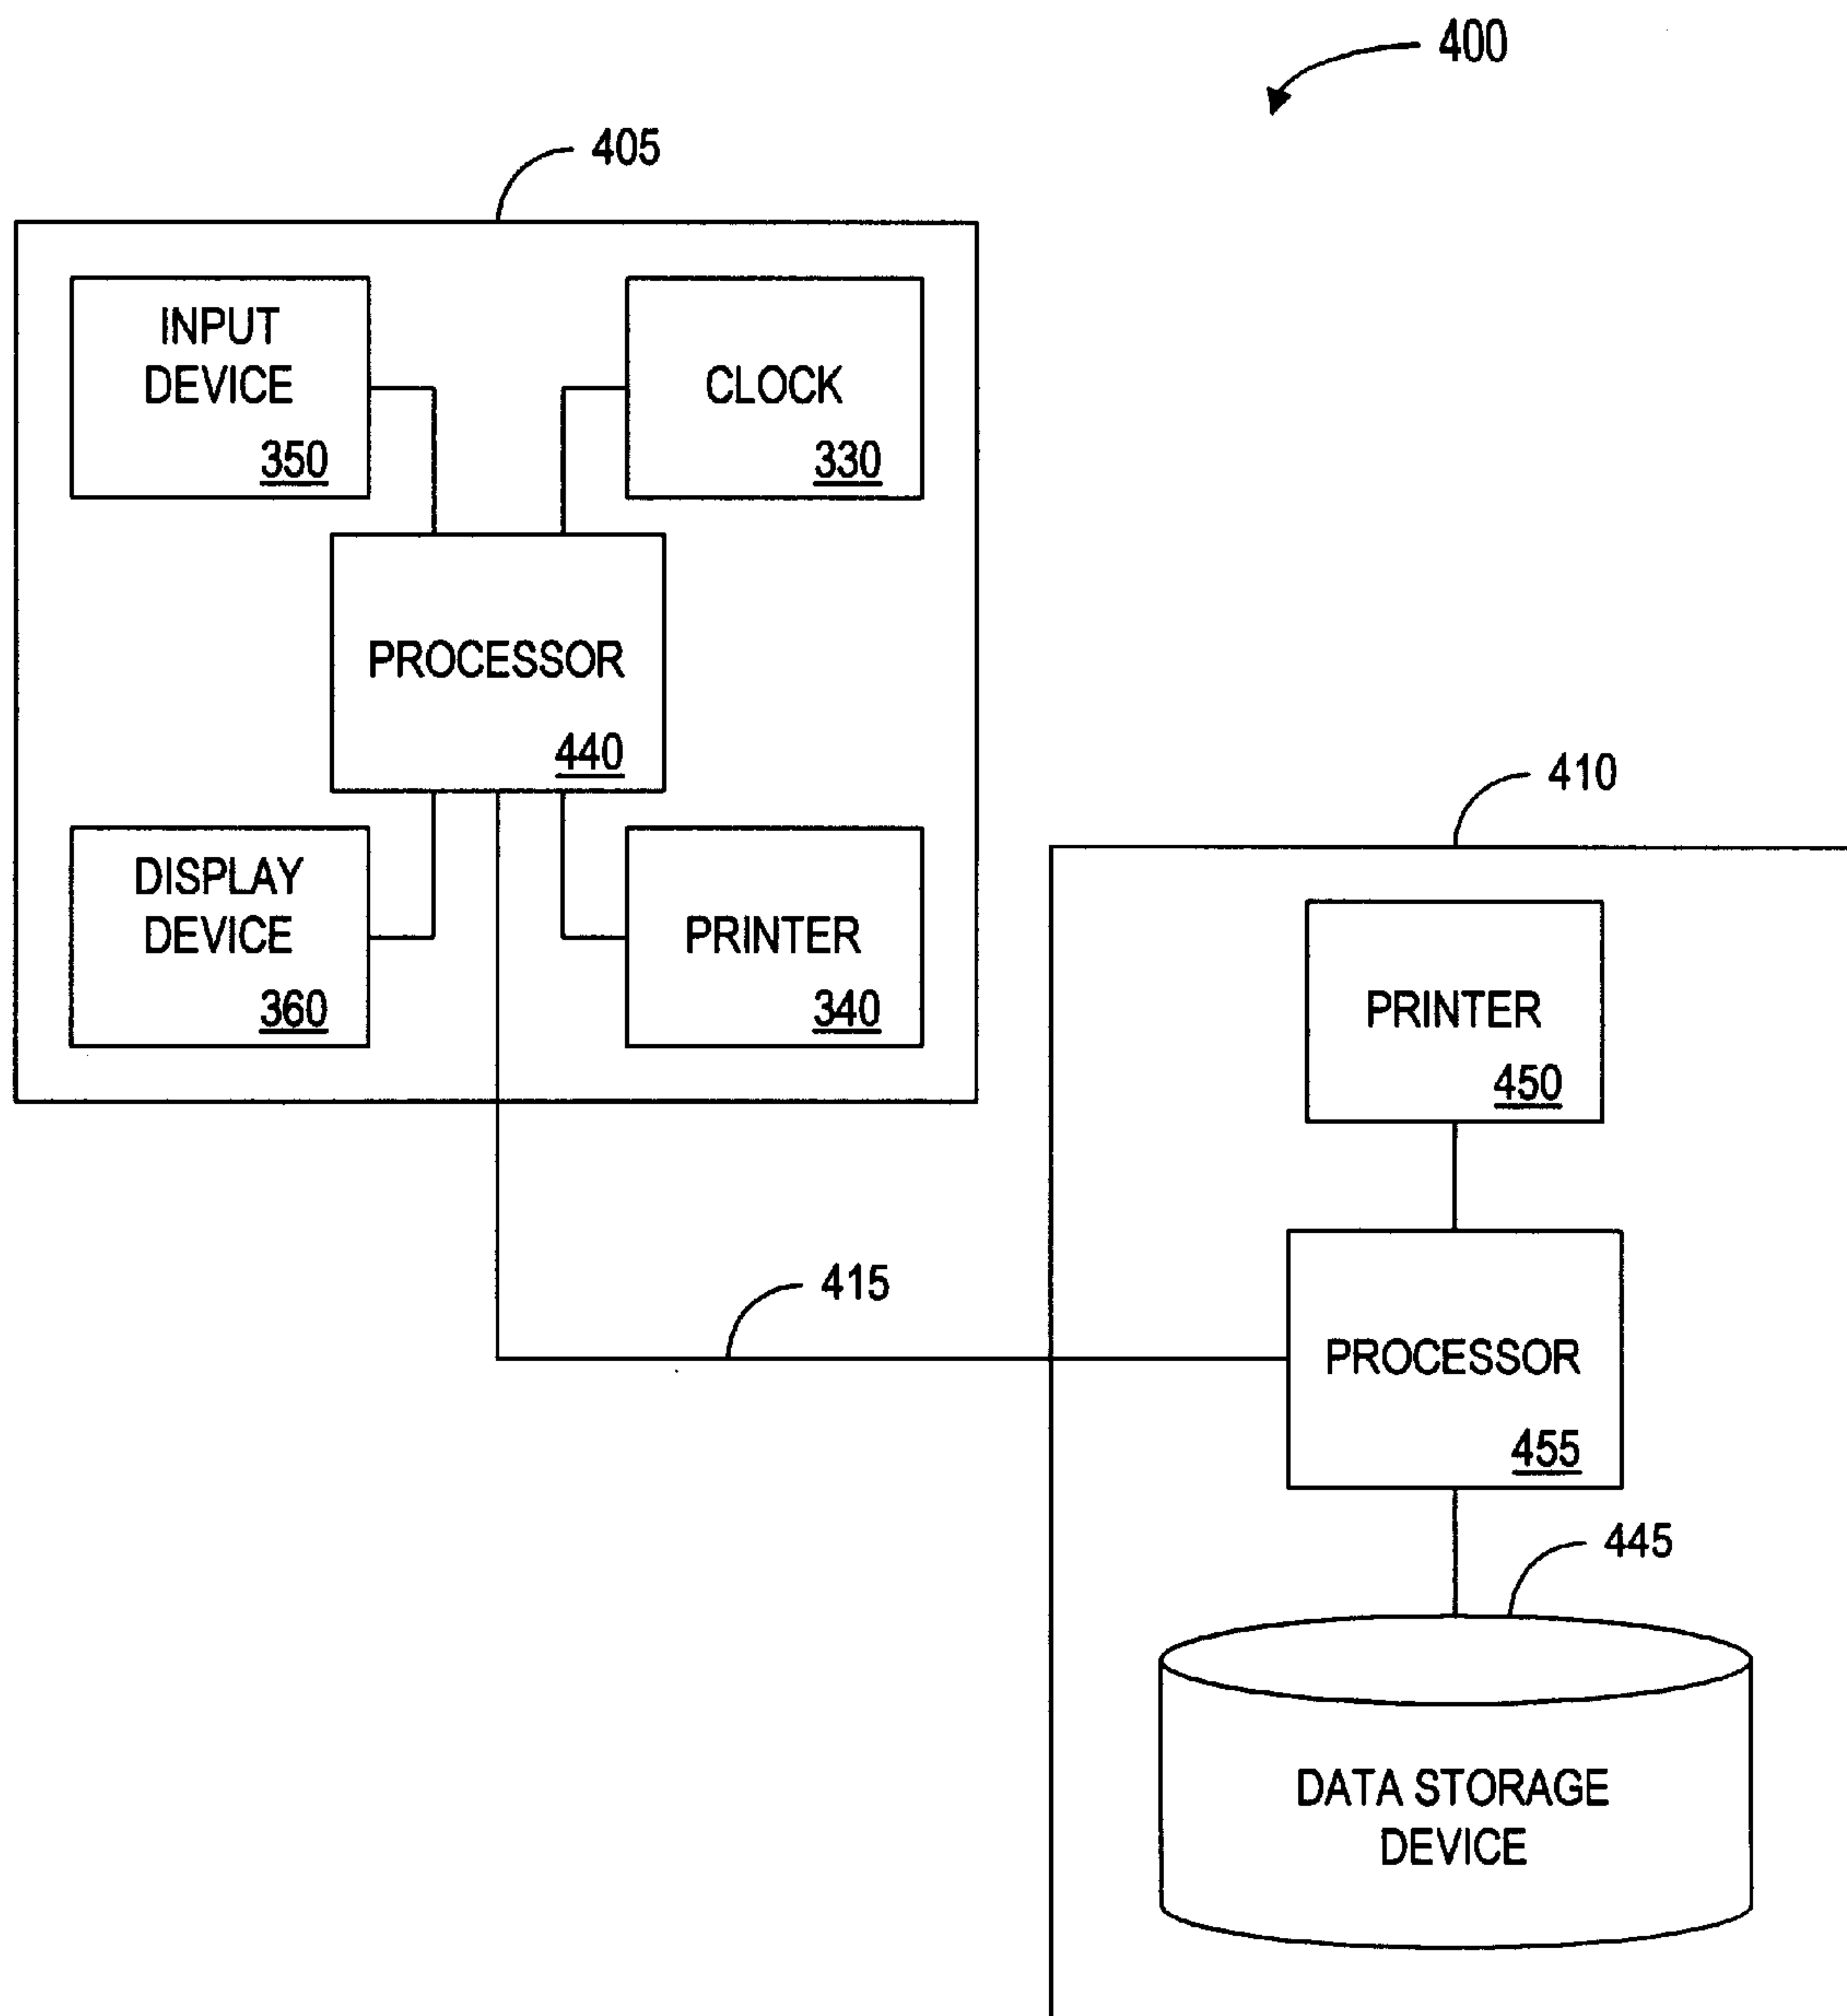 400
405
INPUT
DEVICE
350
CLOCK
330
PROCESSOR
440
DISPLAY
DEVICE
360
PRINTER
340
410
PRINTER
450
415
PROCESSOR
455
445
DATA STORAGE
DEVICE